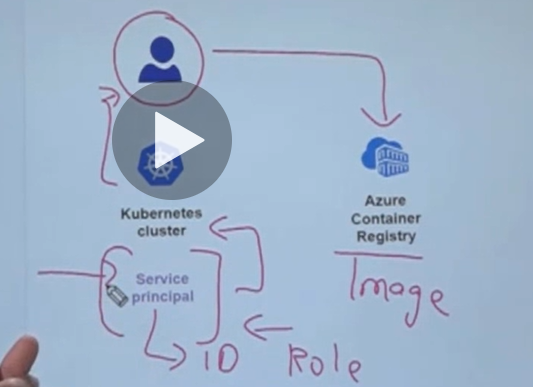 Kubernetes
cluster
Azure
Container
Registry
Image
Service
principal
ID
Role